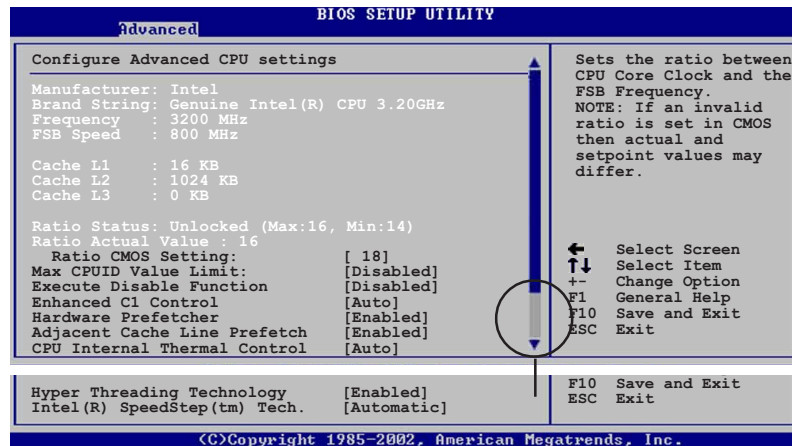 BIOS SETUP UTILITY
Advanced
Configure Advanced CPU settings
Manufacturer: Intel
Brand String: Genuine Intel(R) CPU 3.20GHz
Frequency : 3200 MHz
FSB Speed : 800 MHz
Cache L1 : 16 KB
Cache L2 : 1024 KB
Cache L3 : 0 KB
Ratio Status: Unlocked (Max:16, Min:14)
Ratio Actual Value : 16
Ratio CMOS Setting: [ 18]
Max CPUID Value Limit: [Disabled]
Execute Disable Function [Disabled]
Enhanced C1 Control [Auto]
Hardware Prefetcher [Enabled]
Adjacent Cache Line Prefetch [Enabled]
CPU Internal Thermal Control [Auto]
Sets the ratio between
CPU Core Clock and the
FSB Frequency.
NOTE: If an invalid
ratio is set in CMOS
then actual and
setpoint values may
differ.
← Select Screen
↑↓ Select Item
+- Change Option
F1 General Help
F10 Save and Exit
ESC Exit
Hyper Threading Technology [Enabled]
Intel(R) SpeedStep(tm) Tech. [Automatic]
F10 Save and Exit
ESC Exit
(C)Copyright 1985-2002, American Megatrends, Inc.